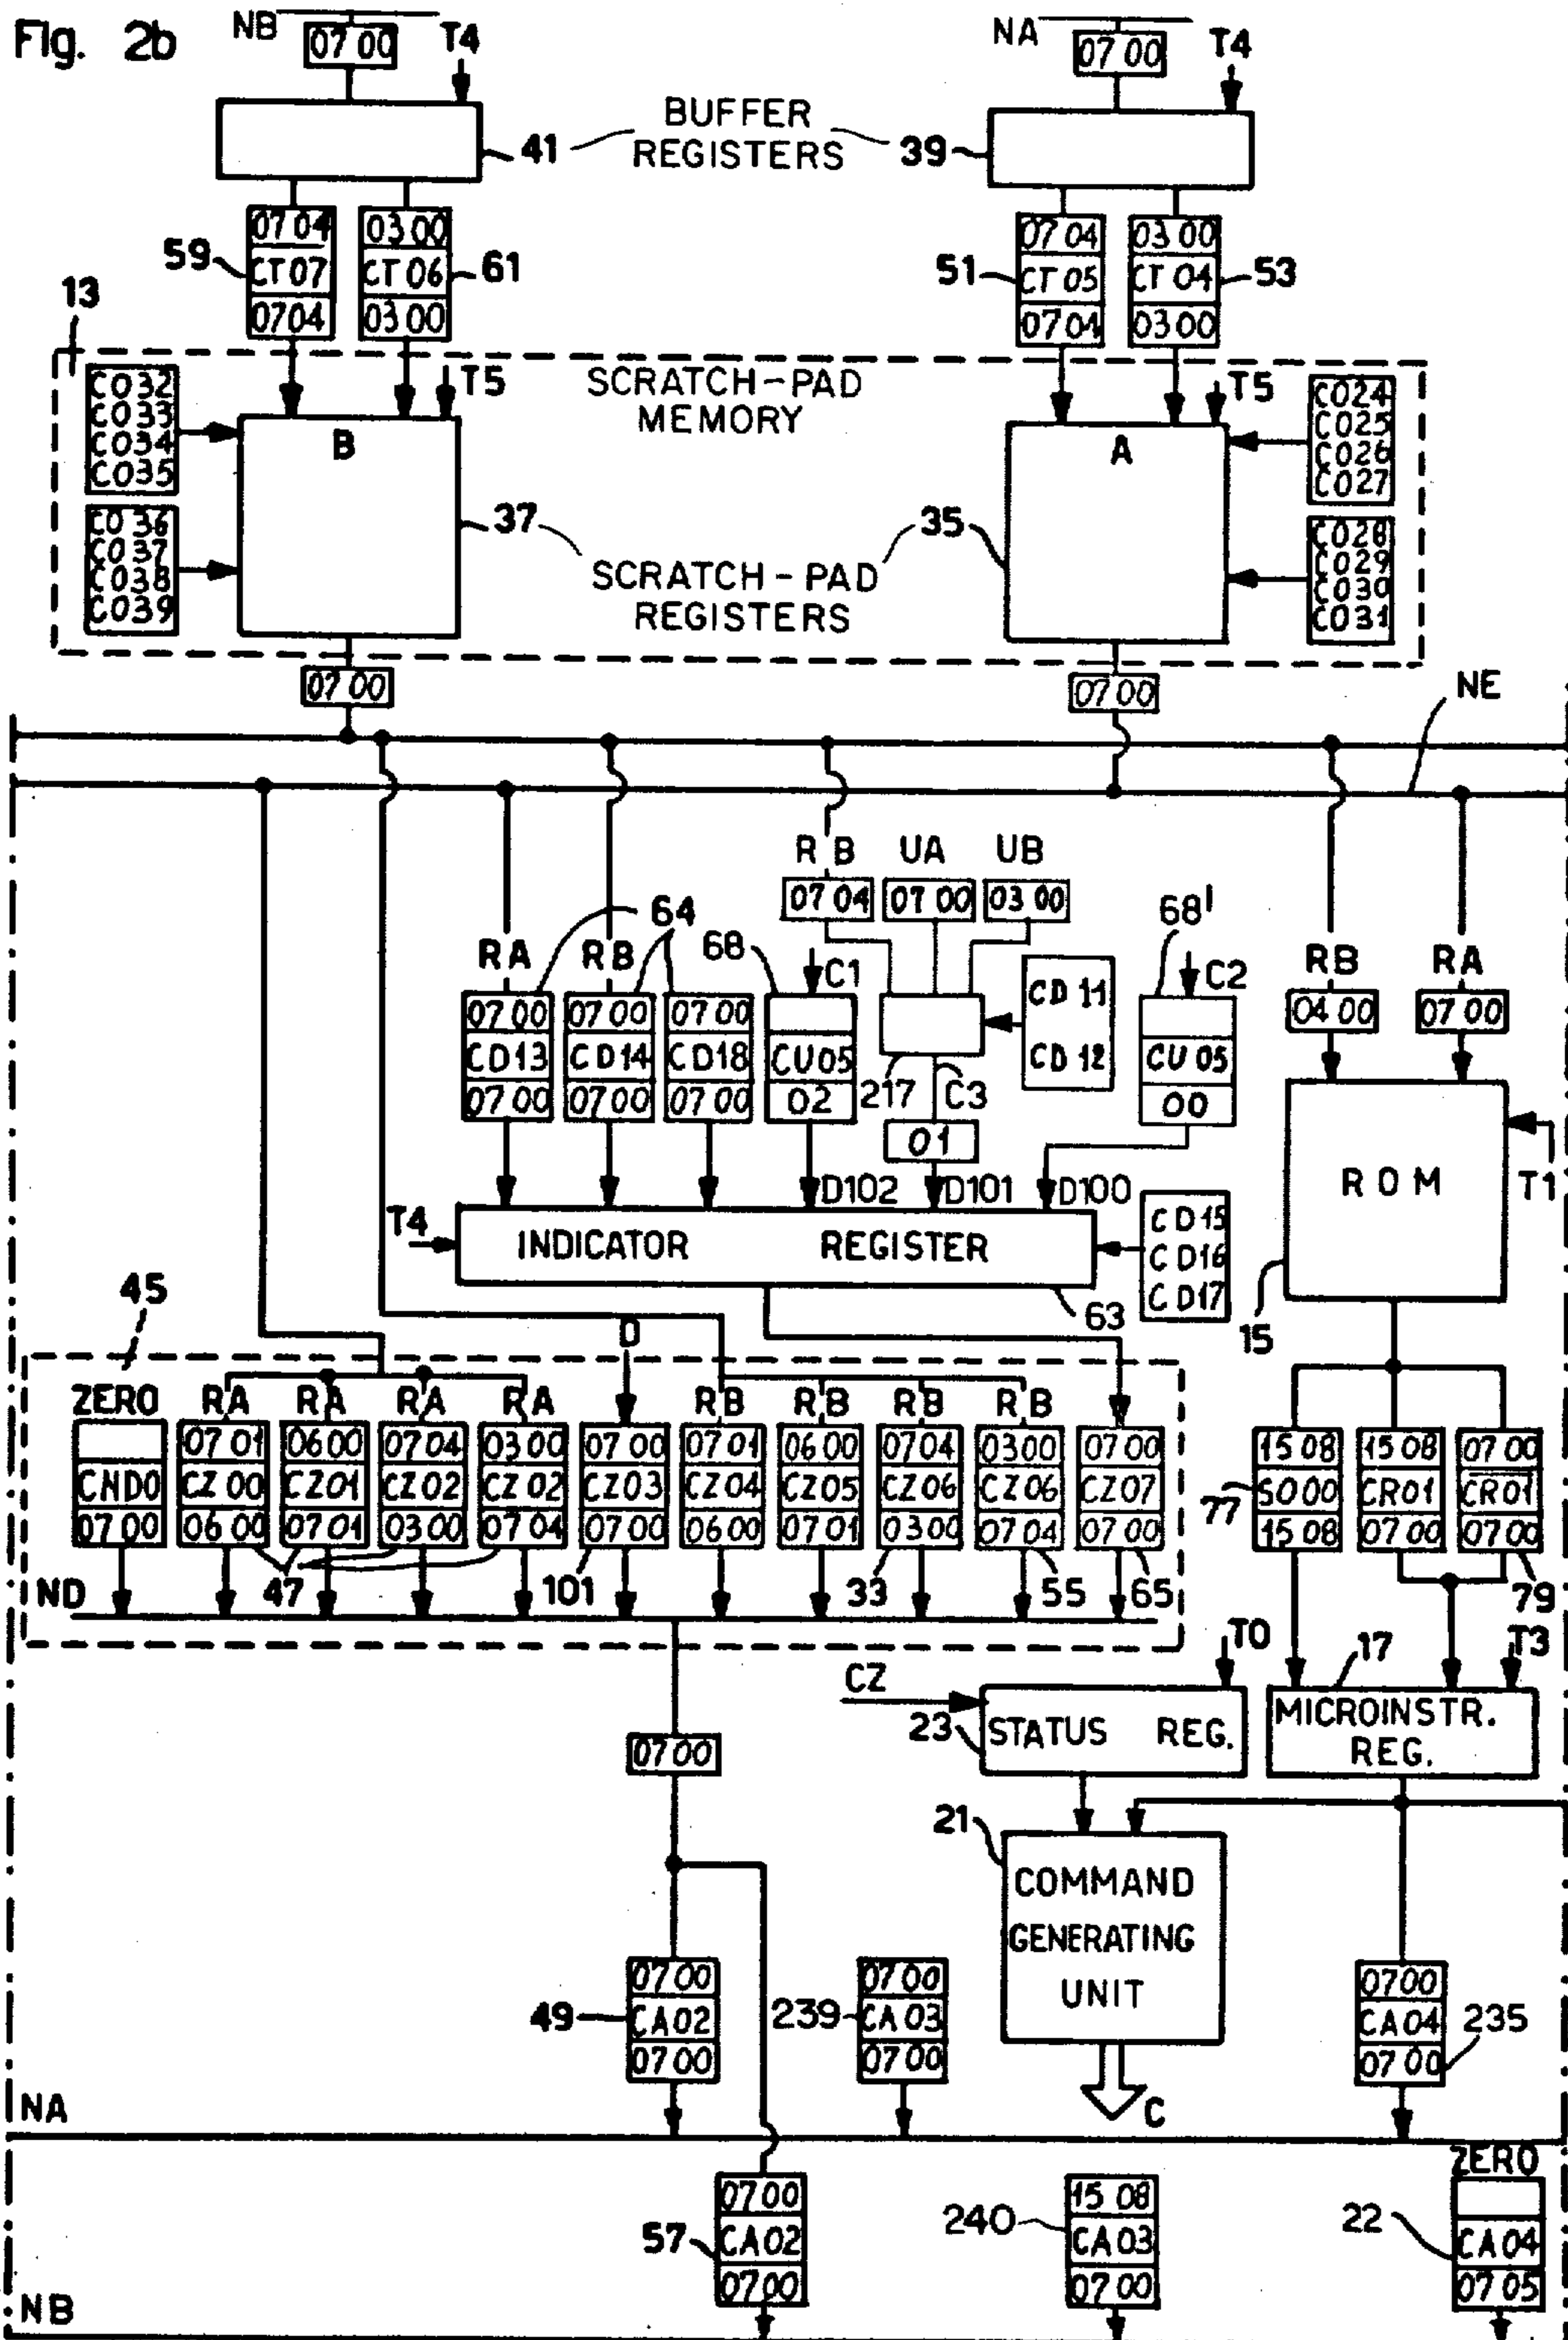 Fig. 2b
NB
07 00
T4
NA
07 00
T4
BUFFER
REGISTERS
41
39
07 04
CT 07
07 04
59
03 00
CT 06
03 00
61
07 04
CT 05
07 04
51
03 00
CT 04
03 00
53
13
T5
SCRATCH-PAD
MEMORY
T5
CO32
CO33
CO34
CO35
B
A
CO24
CO25
CO26
CO27
CO36
CO37
CO38
CO39
37
35
CO28
CO29
CO30
CO31
SCRATCH-PAD
REGISTERS
07 00
07 00
NE
RB
UA
UB
07 04
07 00
03 00
64
68
68'
RA
RB
C1
C2
RB
RA
07 00
CD13
07 00
07 00
CD14
07 00
07 00
CD18
07 00
CU05
02
CD 11
CD 12
217
C3
01
CU 05
00
04 00
07 00
ROM
T1
15
D102
D101
D100
T4
INDICATOR REGISTER
CD15
CD16
CD17
63
45
D
ZERO
RA
RA
RA
RA
RB
RB
RB
RB
CND0
07 00
07 01
CZ 00
06 00
06 00
CZ01
07 01
07 04
CZ 02
03 00
03 00
CZ 02
07 04
07 00
CZ 03
07 00
07 01
CZ 04
06 00
06 00
CZ05
07 01
07 04
CZ 06
03 00
03 00
CZ 06
07 04
07 00
CZ 07
07 00
15 08
SO 00
15 08
77
15 08
CR01
07 00
07 00
CR01
07 00
79
ND
47
101
33
55
65
T0
17
T3
CZ
23
STATUS REG.
MICROINSTR.
REG.
07 00
21
COMMAND
GENERATING
UNIT
C
07 00
CA 02
07 00
49
07 00
CA 03
07 00
239
07 00
CA 04
07 00
235
NA
ZERO
07 00
CA 02
07 00
57
15 08
CA 03
07 00
240
CA 04
07 05
22
NB